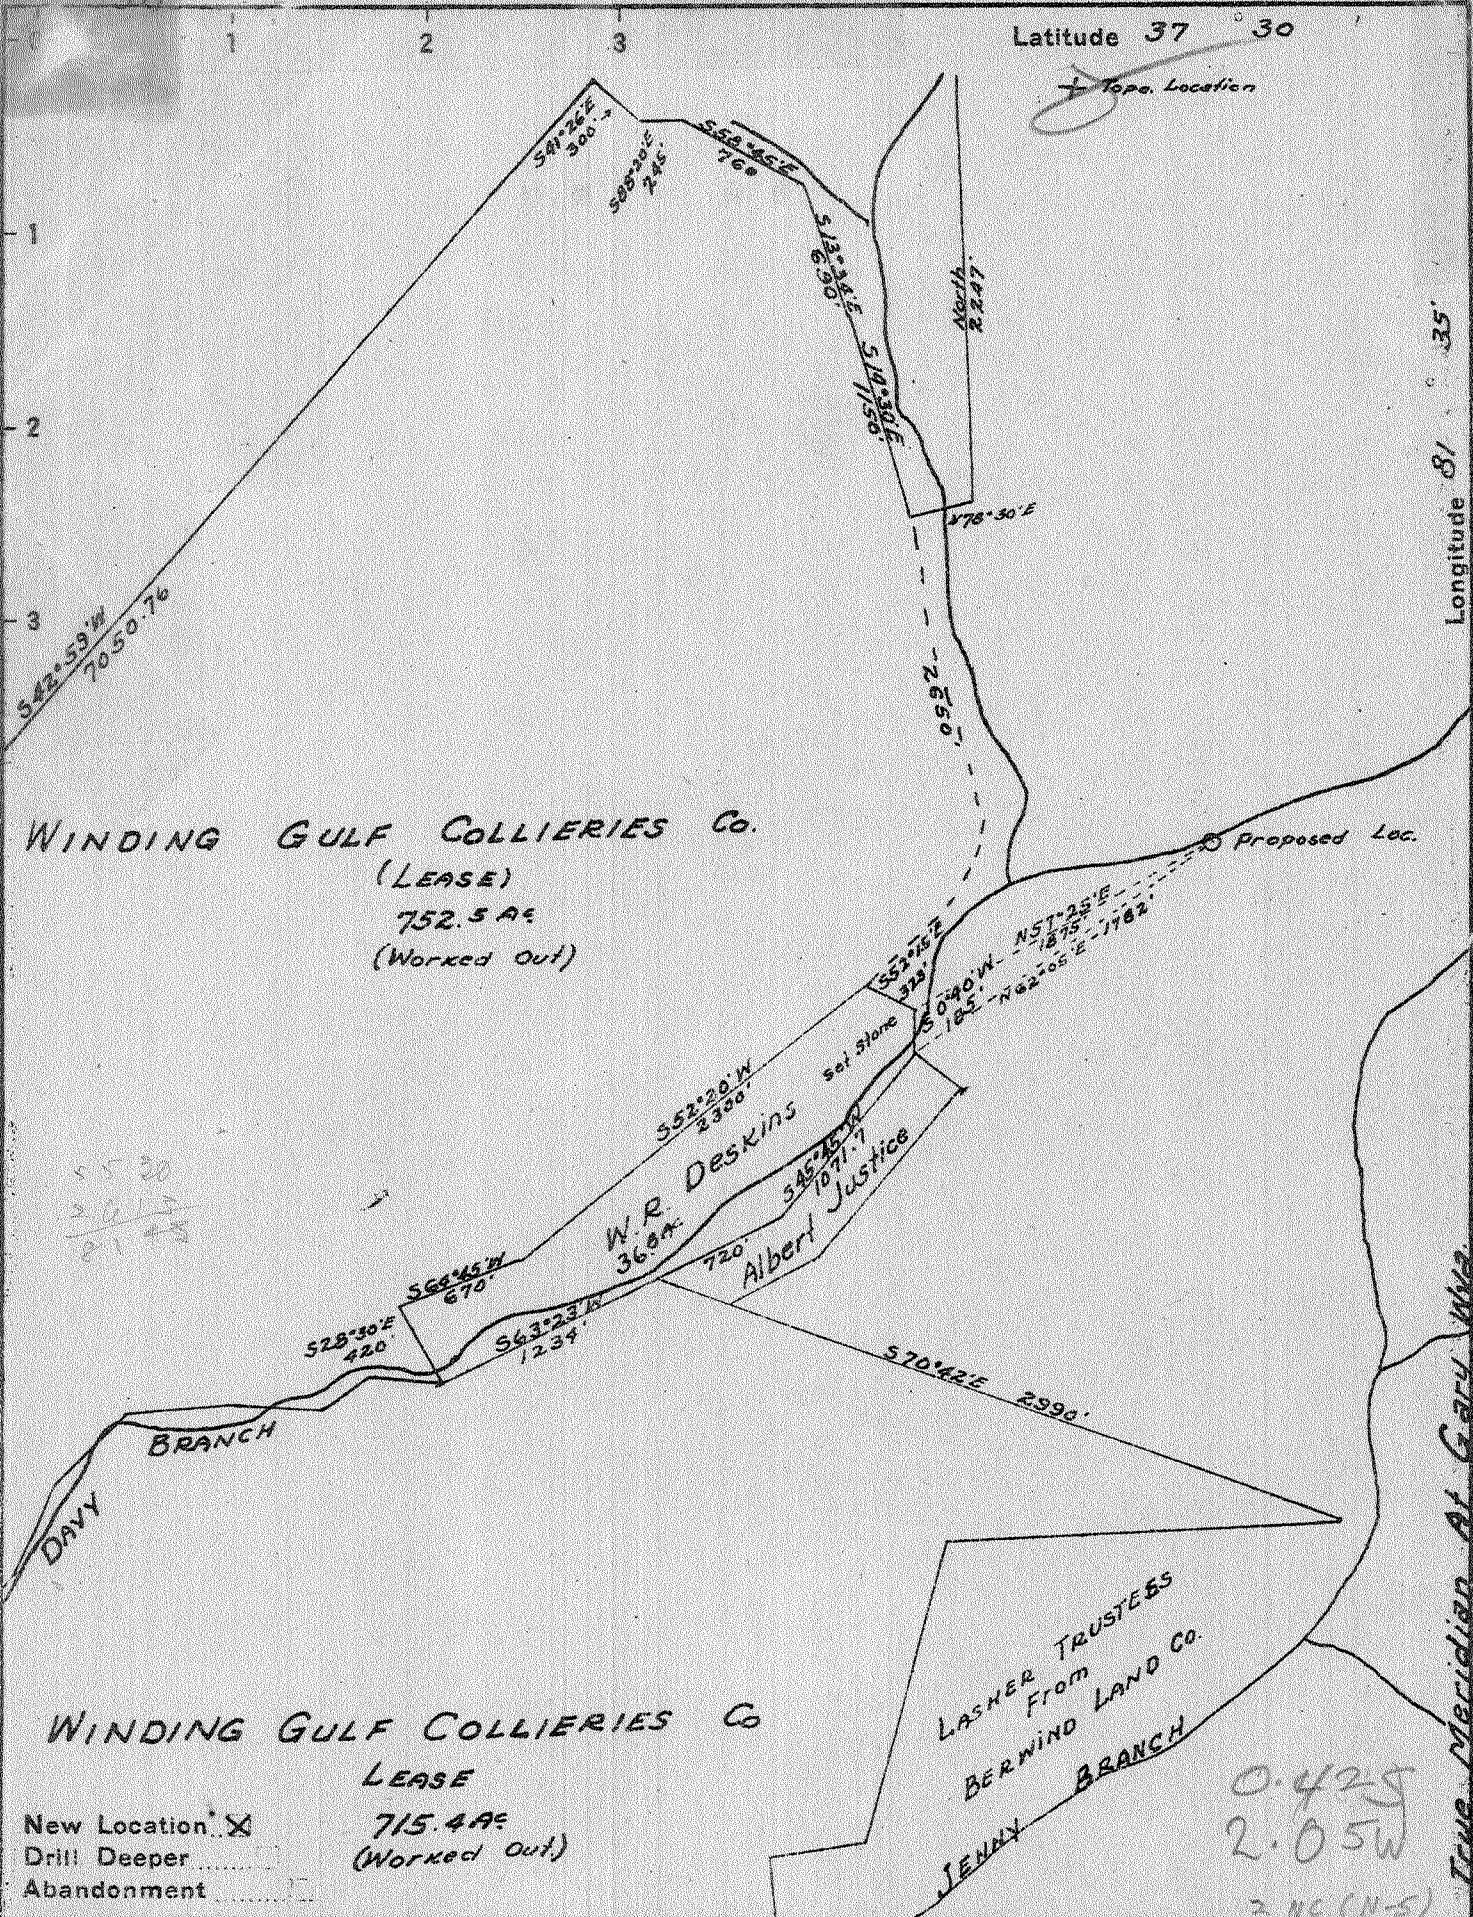 1 2 3
Latitude 37 ° 30 '
Topo. Location
S41°26'E
300'
S88°20'E
245'
S58°45'E
760
1
S13°34'E
690'
North
2247'
Longitude 81 ° 35'
S19°30'E
1150'
2
N78°30'E
3
S42°59'W
7050.76
2650'
WINDING GULF COLLIERIES Co.
(LEASE)
752.5 Ac
(Worked Out)
Proposed Loc.
N57°25'E
1875'
S52°15'E
323'
S0°40'W
185'
N62°05'E 1782'
Set Stone
S52°20'W
2300'
W.R. Deskins
36.8 Ac.
S45°45'W
1071.7
Albert Justice
720'
S64°45'W
670'
S28°30'E
420'
S63°23'W
1234'
S70°42'E 2990'
BRANCH
DAVY
True Meridian At Gary W.Va.
LASHER TRUSTEES
From
BERWIND LAND CO.
JENNY BRANCH
WINDING GULF COLLIERIES Co
LEASE
715.4 Ac
(Worked Out)
New Location X
Drill Deeper
Abandonment
0.42S
2.05W